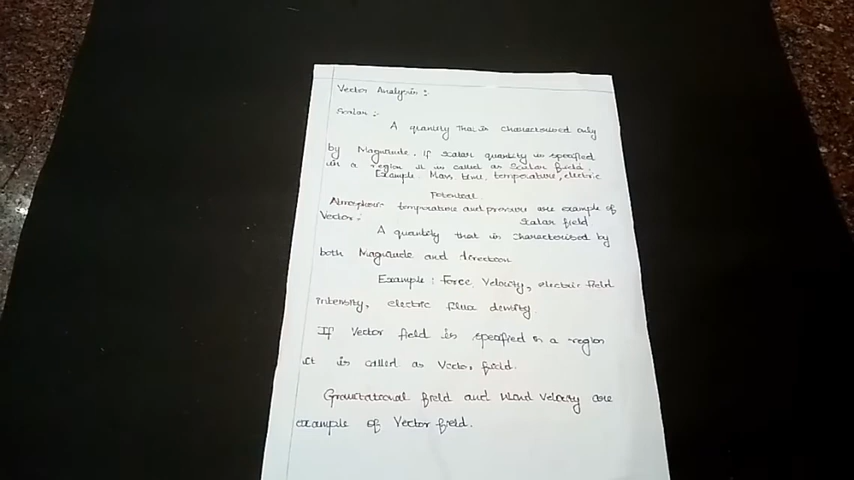 Vector Analysis :
Scalar :-
A quantity that is characterised only
by Magnitude. if scalar quantity is specified
in a region it is called as Scalar field.
Example Mass, time, temperature, electric
Potential.
Atmospheric temperature and pressure are example of
Scalar field
Vector :
A quantity that is characterised by
both Magnitude and direction
Example : Force, Velocity, electric field
intensity, electric flux density
If Vector field is specified in a region
it is called as Vector field.
Gravitational field and Wind Velocity are
example of Vector field.